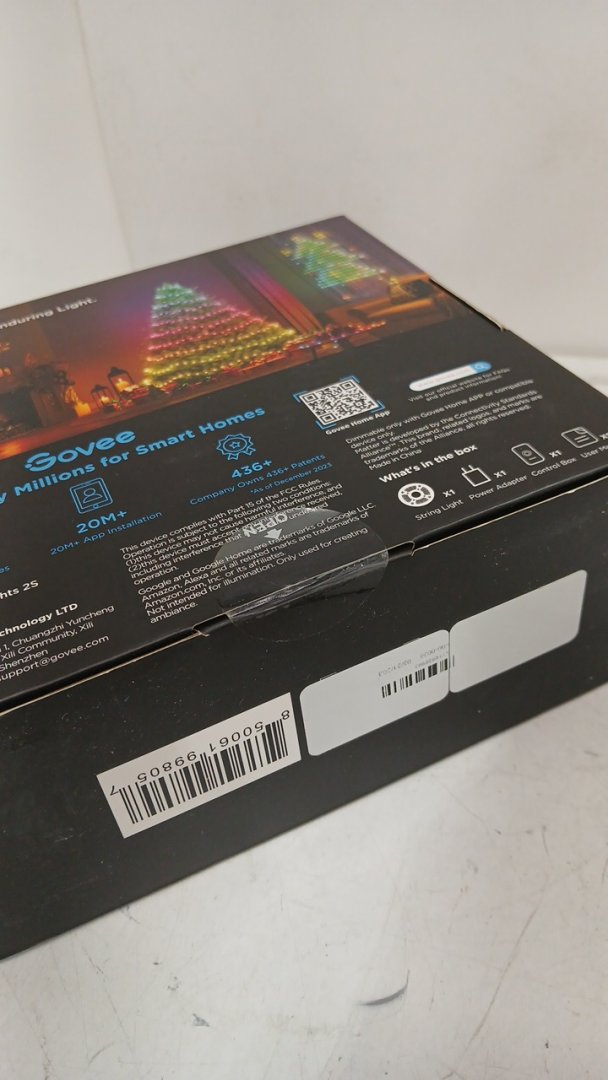 nduring Light.
Govee
y Millions for Smart Homes
20M+
20M+ App Installation
436+
Company Owns 436+ Patents
*As of December 2023
Govee Home App
Visit our official website for FAQs
and product information!
Dimmable only with Govee Home APP or compatible
device only.
Matter is developed by the Connectivity Standards
Alliance™. This brand, related logos, and marks are
trademarks of the Alliance, all rights reserved.
Made in China
What's in the box
X1
String Light
X1
Power Adapter
X1
Control Box
User Ma
This device complies with Part 15 of the FCC Rules.
Operation is subject to the following two conditions:
(1)this device may not cause harmful interference, and
(2)this device must accept any interference received,
including interference that
operation.
OPEN
Google and Google Home are trademarks of Google LLC.
Amazon, Alexa and all related marks are trademarks of
Amazon.com, Inc. or its affiliates.
Not intended for illumination. Only used for creating
ambiance.
es
hts 2S
chnology LTD
1, Chuangzhi Yuncheng
Xili Community, Xili
Shenzhen
upport@govee.com
8 50061 99805 7